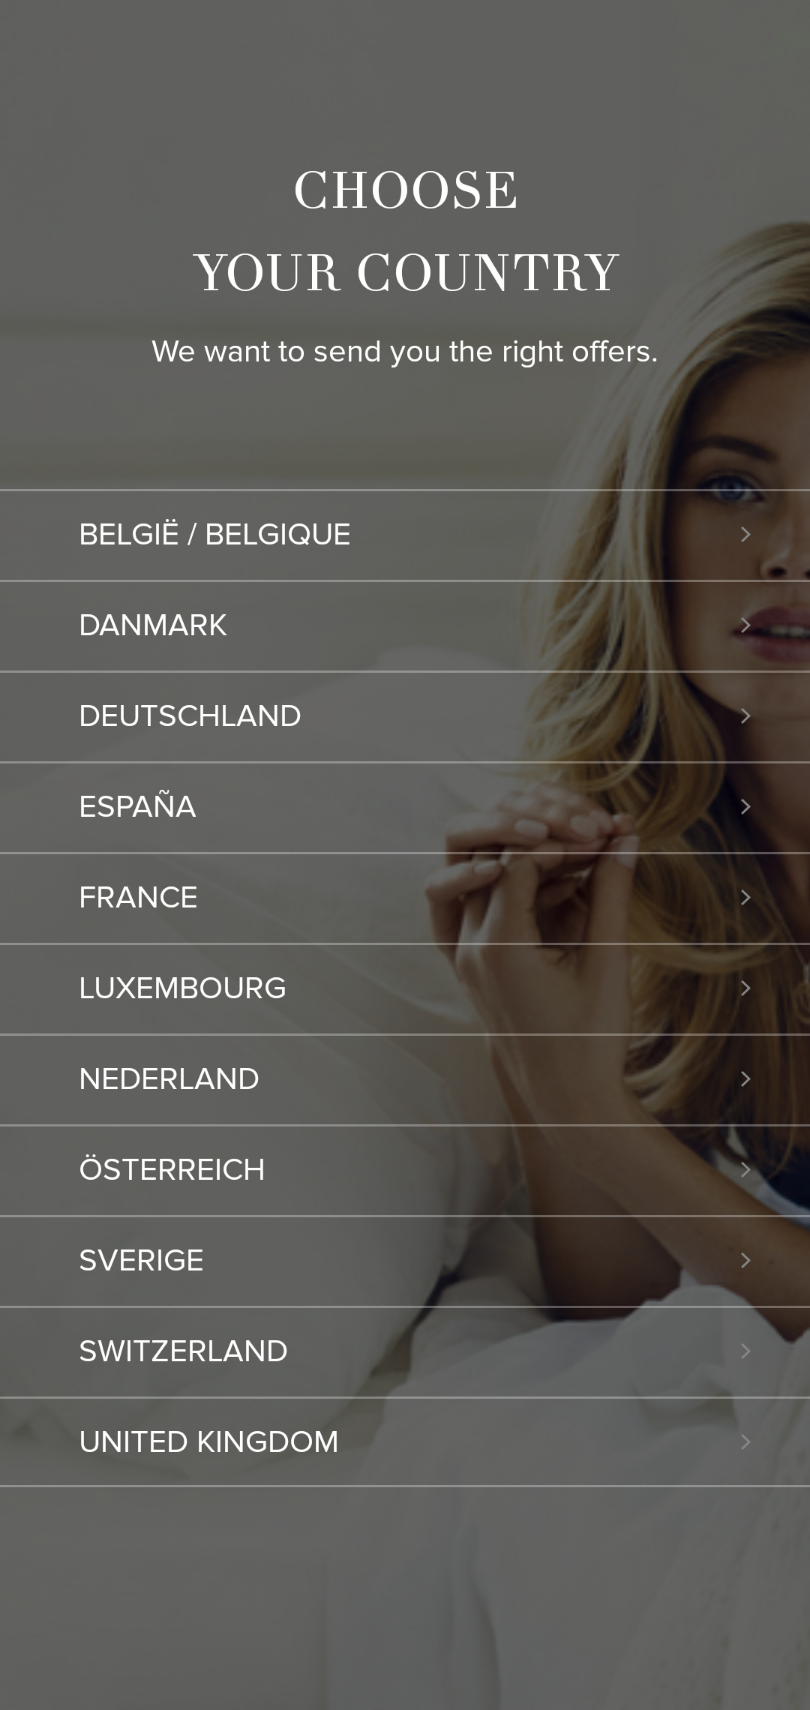 CHOOSE
YOUR COUNTRY
We want to send you the right offers.
BELGIË / BELGIQUE
DANMARK
DEUTSCHLAND
ESPAÑA
FRANCE
LUXEMBOURG
NEDERLAND
ÖSTERREICH
SVERIGE
SWITZERLAND
UNITED KINGDOM